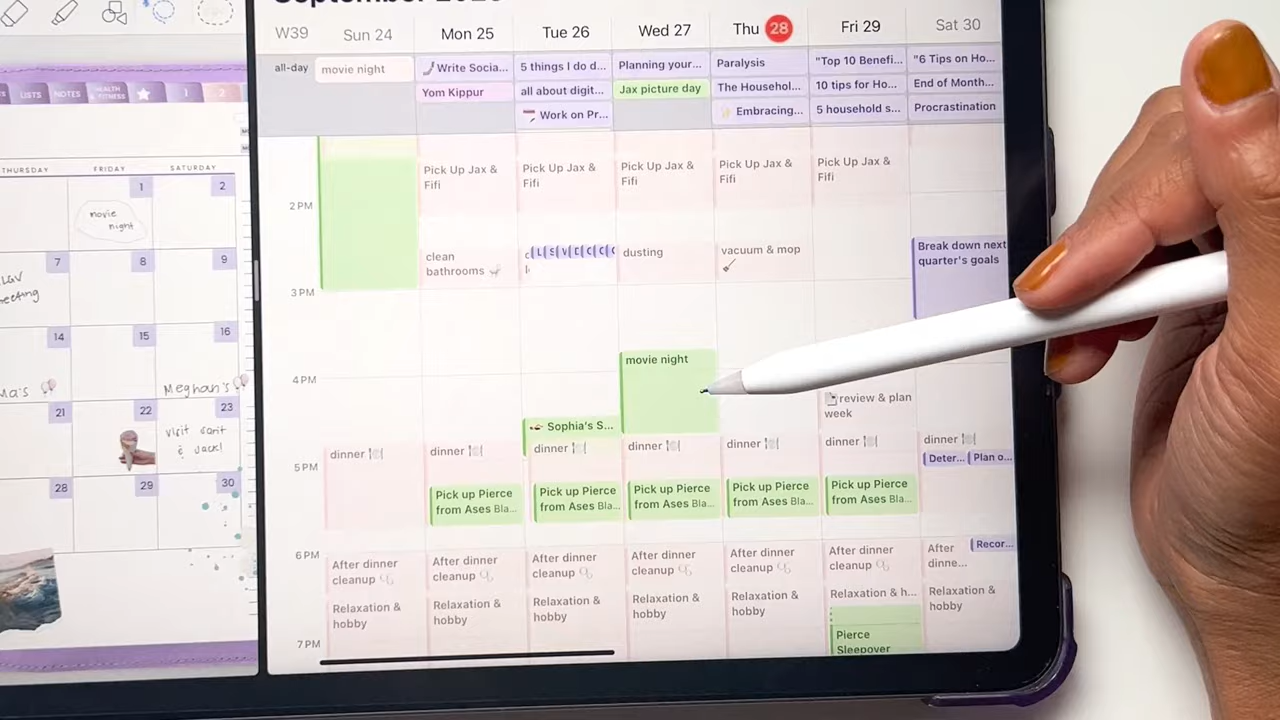 LISTS
NOTES
HEALTH
& FITNESS
1
2
THURSDAY
FRIDAY
SATURDAY
1
2
movie
night
7
8
9
14
15
16
Meghan's
21
22
23
visit
& Jack!
28
29
30
W39
Sun 24
Mon 25
Tue 26
Wed 27
Thu 28
Fri 29
Sat 30
all-day
movie night
Write Socia...
Yom Kippur
5 things I do d...
all about digit...
Work on Pr...
Planning your...
Jax picture day
Paralysis
The Househol...
Embracing...
"Top 10 Benefi...
10 tips for Ho...
5 household s...
"6 Tips on Ho...
End of Month...
Procrastination
2 PM
3 PM
4 PM
5 PM
6 PM
7 PM
dinner
After dinner
cleanup
Relaxation &
hobby
Pick Up Jax &
Fifi
clean
bathrooms
dinner
Pick up Pierce
from Ases Bla...
After dinner
cleanup
Relaxation &
hobby
Pick Up Jax &
Fifi
Sophia's S...
dinner
Pick up Pierce
from Ases Bla...
After dinner
cleanup
Relaxation &
hobby
Pick Up Jax &
Fifi
dusting
movie night
dinner
Pick up Pierce
from Ases Bla...
After dinner
cleanup
Relaxation &
hobby
Pick Up Jax &
Fifi
vacuum & mop
dinner
Pick up Pierce
from Ases Bla...
After dinner
cleanup
Relaxation &
hobby
Pick Up Jax &
Fifi
review & plan
week
dinner
Pick up Pierce
from Ases Bla...
After dinner
cleanup
Relaxation & h...
Pierce
Sleepover
Break down next
quarter's goals
dinner
Deter...
Plan o...
Recor...
After
dinne...
Relaxation &
hobby